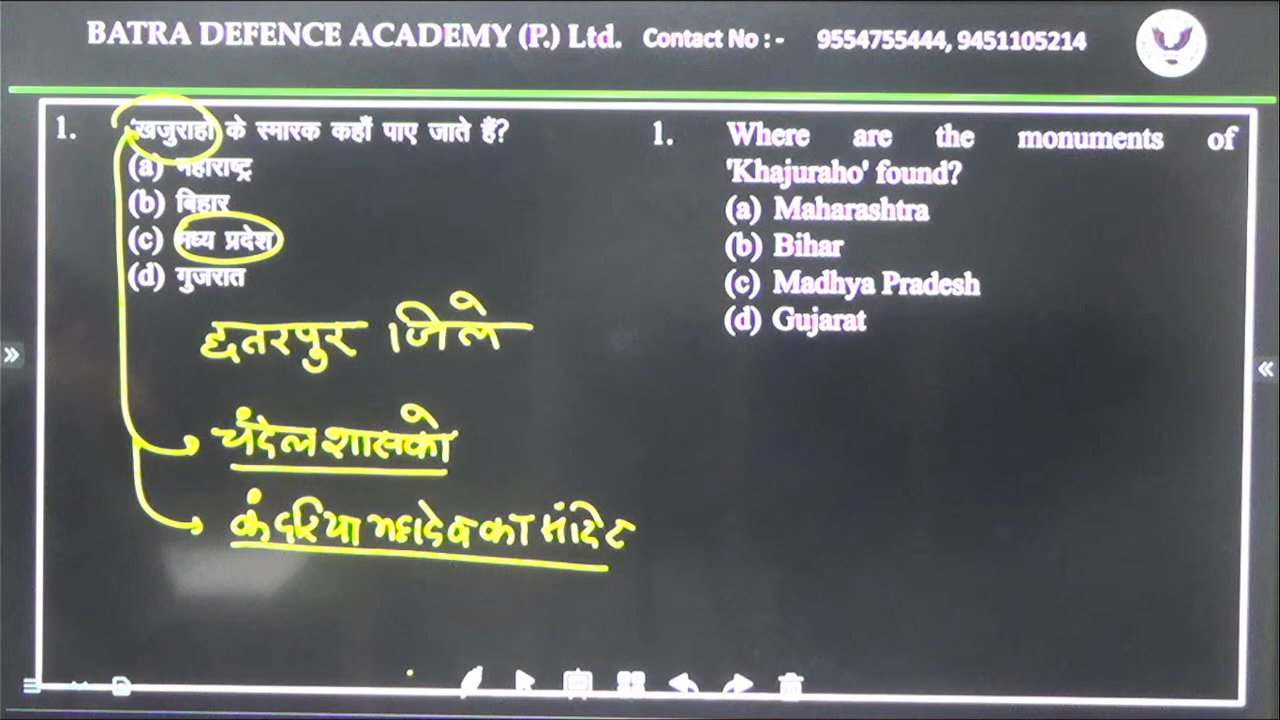 BATRA DEFENCE ACADEMY (P.) Ltd. Contact No : - 9554755444, 9451105214
1. 'खजुराहो' के स्मारक कहाँ पाए जाते हैं?
(a) महाराष्ट्र
(b) बिहार
(c) मध्य प्रदेश
(d) गुजरात
छतरपुर जिले
चंदेल शासको
कंदरिया महादेव का मंदिर
1. Where are the monuments of
'Khajuraho' found?
(a) Maharashtra
(b) Bihar
(c) Madhya Pradesh
(d) Gujarat